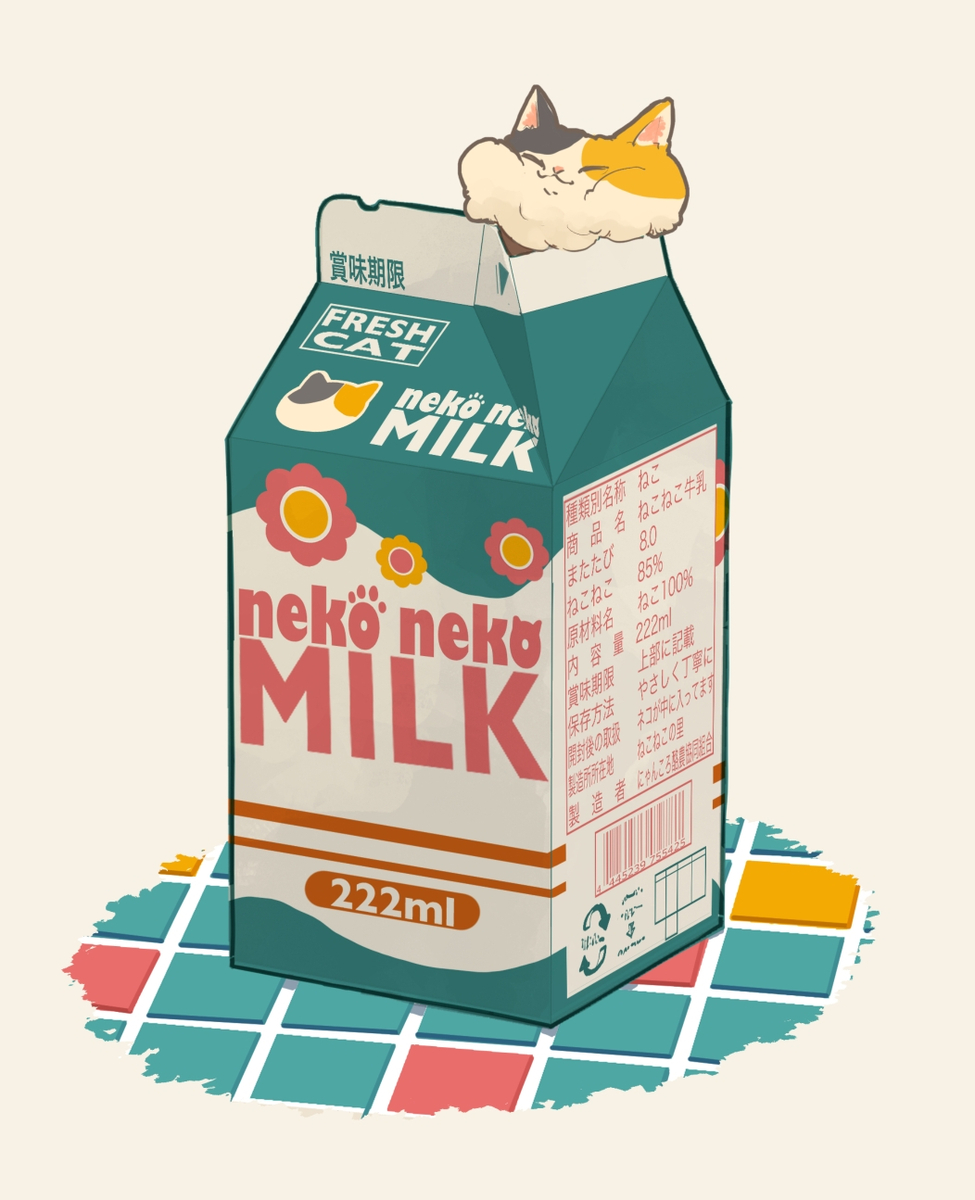 賞味期限
FRESH
CAT
neko neko
MILK
neko neko
MILK
222ml
種類別名称 ねこ
商品名 ねこねこ牛乳
またたび 8.0
ねこねこ 85%
原材料名 ねこ100%
内容量 222ml
賞味期限 上部に記載
保存方法 やさしく丁寧に
開封後の取扱 ネコが中に入ってます
製造所所在地 ねこねこの里
製造者 にゃんころ酪農協同組合
4 445239 755425